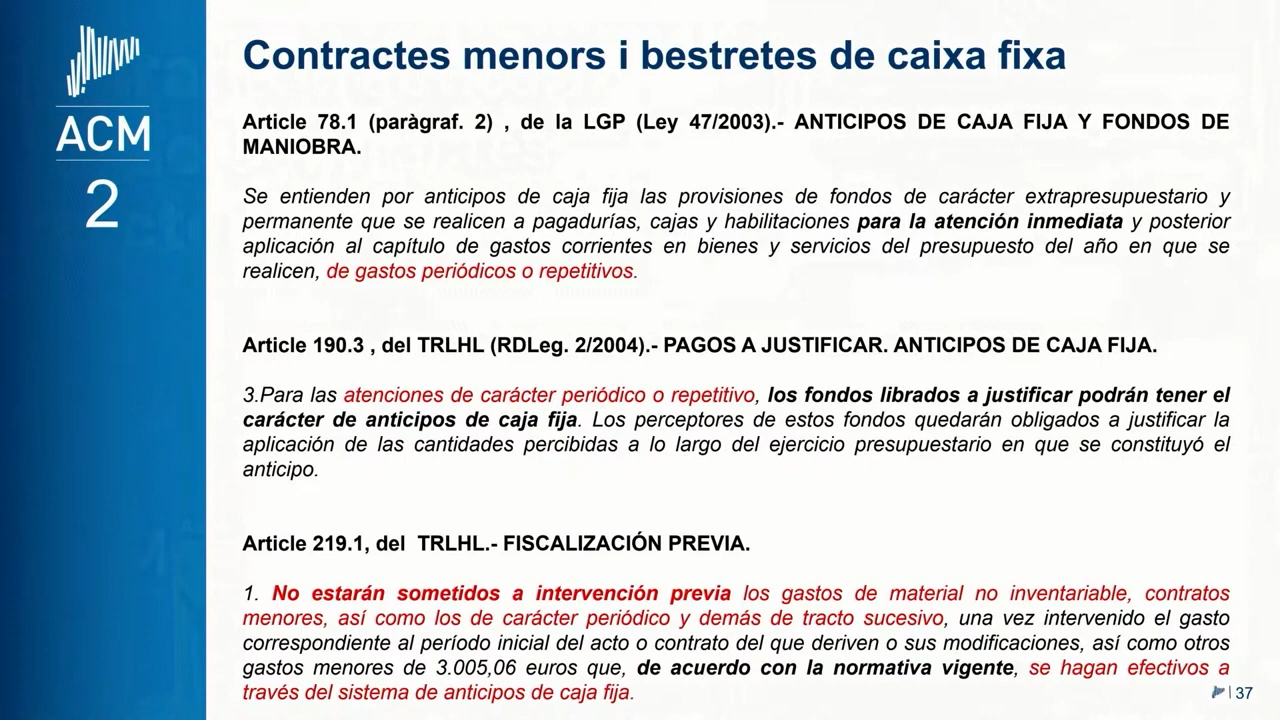 ACM
2
Contractes menors i bestretes de caixa fixa
Article 78.1 (paràgraf. 2) , de la LGP (Ley 47/2003).- ANTICIPOS DE CAJA FIJA Y FONDOS DE
MANIOBRA.
Se entienden por anticipos de caja fija las provisiones de fondos de carácter extrapresupuestario y
permanente que se realicen a pagadurías, cajas y habilitaciones para la atención inmediata y posterior
aplicación al capítulo de gastos corrientes en bienes y servicios del presupuesto del año en que se
realicen, de gastos periódicos o repetitivos.
Article 190.3 , del TRLHL (RDLeg. 2/2004).- PAGOS A JUSTIFICAR. ANTICIPOS DE CAJA FIJA.
3.Para las atenciones de carácter periódico o repetitivo, los fondos librados a justificar podrán tener el
carácter de anticipos de caja fija. Los perceptores de estos fondos quedarán obligados a justificar la
aplicación de las cantidades percibidas a lo largo del ejercicio presupuestario en que se constituyó el
anticipo.
Article 219.1, del TRLHL.- FISCALIZACIÓN PREVIA.
1. No estarán sometidos a intervención previa los gastos de material no inventariable, contratos
menores, así como los de carácter periódico y demás de tracto sucesivo, una vez intervenido el gasto
correspondiente al período inicial del acto o contrato del que deriven o sus modificaciones, así como otros
gastos menores de 3.005,06 euros que, de acuerdo con la normativa vigente, se hagan efectivos a
través del sistema de anticipos de caja fija.
37